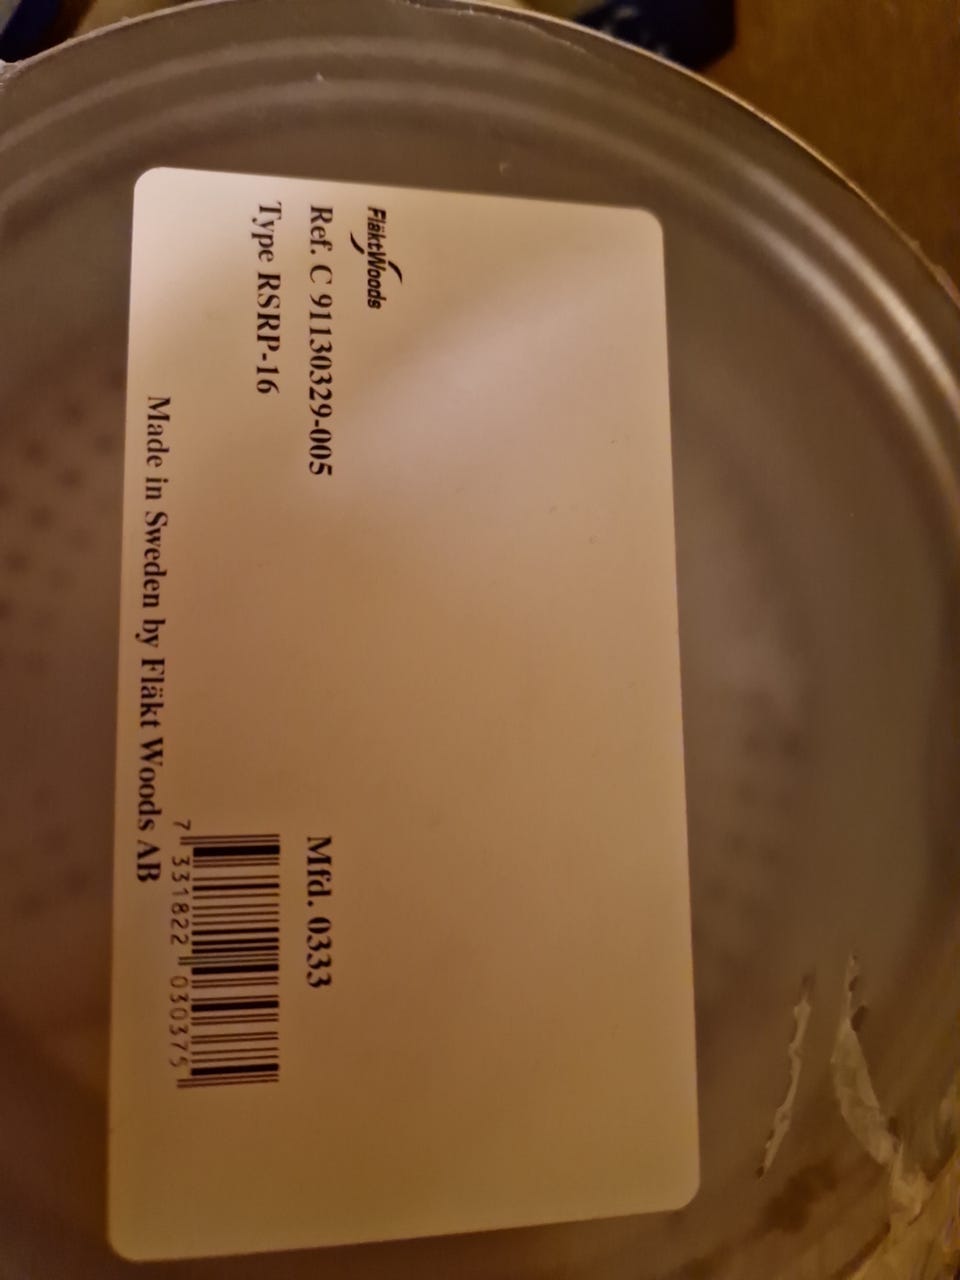 FläktWoods
Ref. C 91130329-005
Mfd. 0333
Type RSRP-16
7 331822 030375
Made in Sweden by Fläkt Woods AB